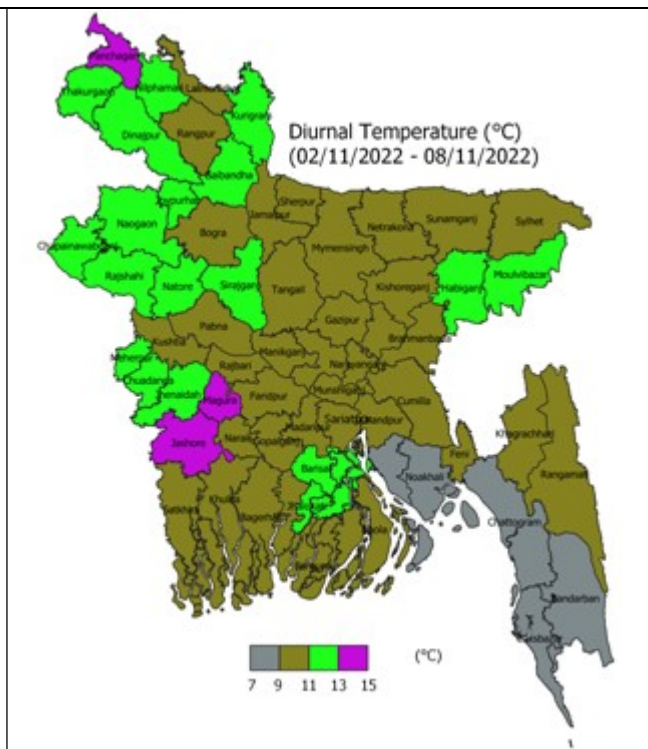 Panchagarh
Thakurgaon
Nilphamari
Lalmonirhat
Dinajpur
Rangpur
Kurigram
Diurnal Temperature (°C)
(02/11/2022 - 08/11/2022)
Gaibandha
Joypurhat
Naogaon
Bogra
Jamalpur
Sherpur
Netrakona
Sunamganj
Sylhet
Mymensingh
Chapainawabganj
Rajshahi
Natore
Sirajganj
Tangail
Kishoreganj
Habiganj
Moulvibazar
Pabna
Gazipur
Kushtia
Brahmanbaria
Meherpur
Manikganj
Narayanganj
Chuadanga
Rajbari
Jhenaidah
Magura
Faridpur
Munshiganj
Cumilla
Madaripur
Shariatpur
Chandpur
Jashore
Narail
Gopalganj
Khagrachhari
Feni
Rangamati
Barisal
Noakhali
Satkhira
Khulna
Bagerhat
Bhola
Chattogram
Bandarban
(°C)
7 9 11 13 15